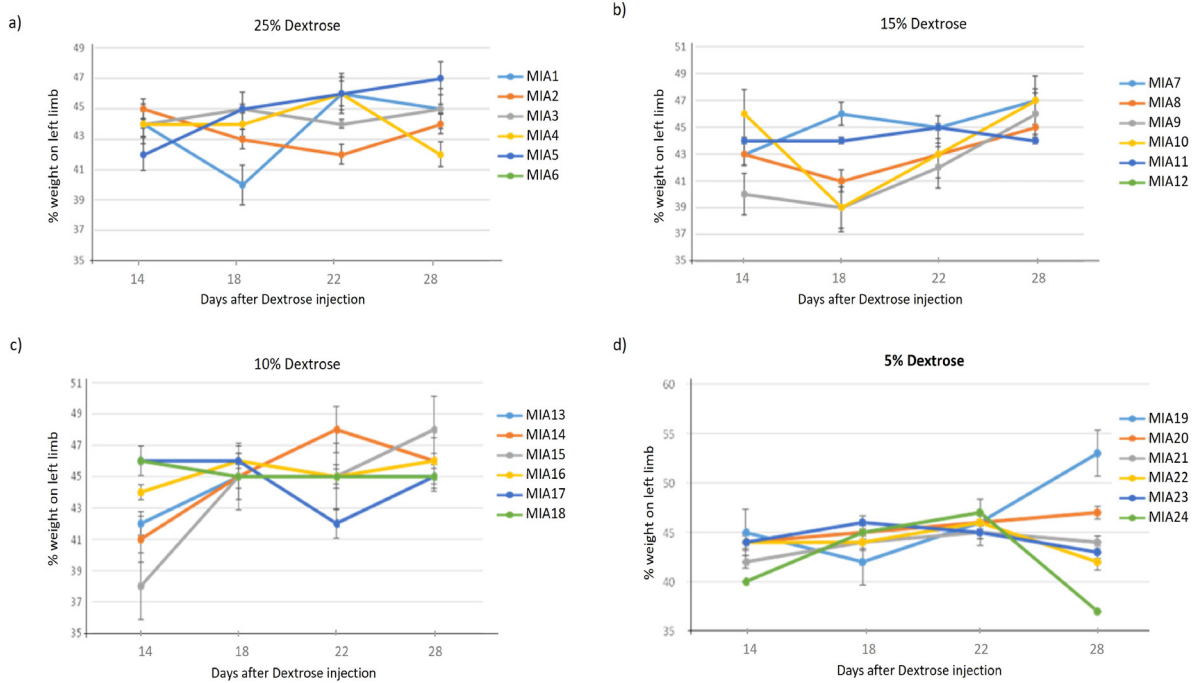 a)
25% Dextrose
49
47
45
43
41
39
37
35
% weight on left limb
14 18 22 28
Days after Dextrose injection
MIA1
MIA2
MIA3
MIA4
MIA5
MIA6
b)
15% Dextrose
51
49
47
45
43
41
39
37
35
% weight on left limb
14 18 22 28
Days after Dextrose injection
MIA7
MIA8
MIA9
MIA10
MIA11
MIA12
c)
10% Dextrose
51
49
47
45
43
41
39
37
35
% weight on left limb
14 18 22 28
Days after Dextrose injection
MIA13
MIA14
MIA15
MIA16
MIA17
MIA18
d)
5% Dextrose
60
55
50
45
40
35
% weight on left limb
14 18 22 28
Days after Dextrose injection
MIA19
MIA20
MIA21
MIA22
MIA23
MIA24